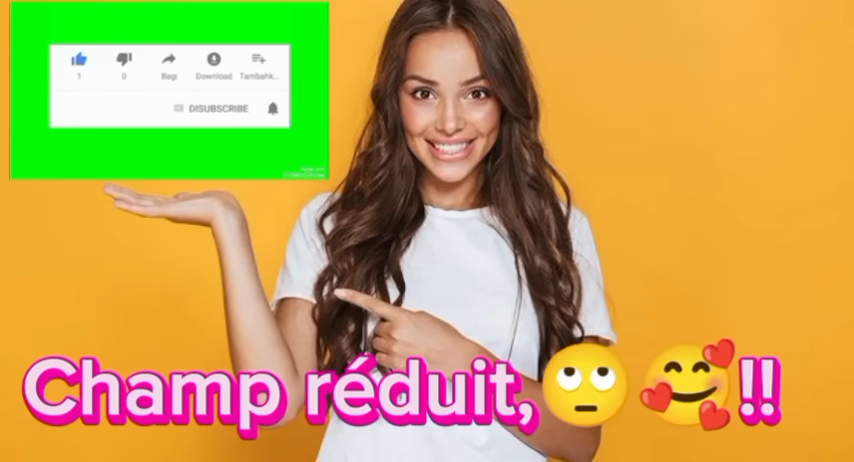 1 0 Bagi Download Tambahk...
DISUBSCRIBE
Champ réduit,🙄🥰!!